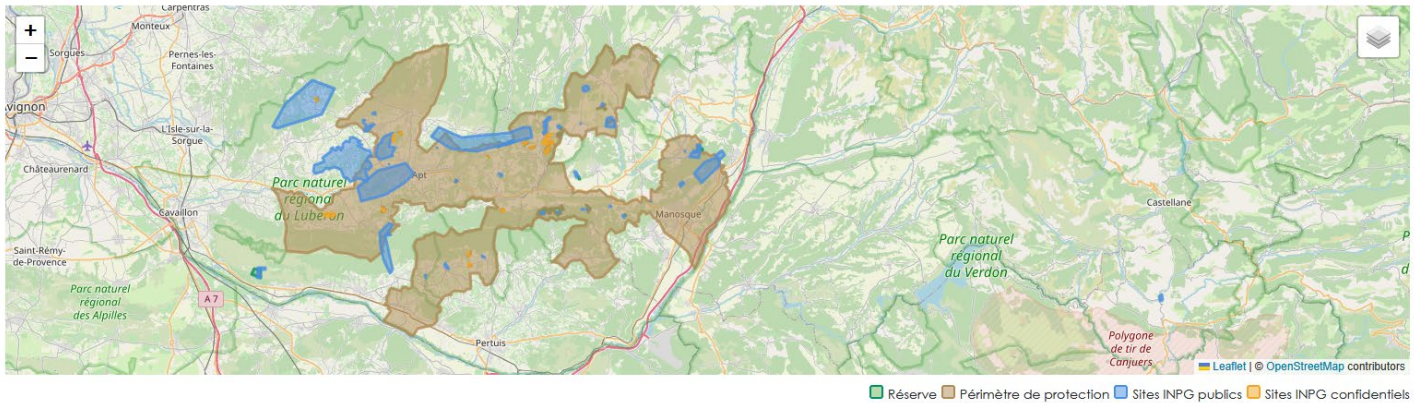 +
−
Carpentras
Monteux
Sorgues
Pernes-les-
Fontaines
vignon
L'Isle-sur-la-
Sorgue
Châteaurenard
Parc naturel
régional
du Luberon
Apt
Cavaillon
Manosque
Castellane
Saint-Rémy-
de-Provence
Parc naturel
régional
du Verdon
Parc naturel
régional
des Alpilles
A 7
Pertuis
Polygone
de tir de
Canjuers
P
d
Leaflet | © OpenStreetMap contributors
Réserve Périmètre de protection Sites INPG publics Sites INPG confidentiels